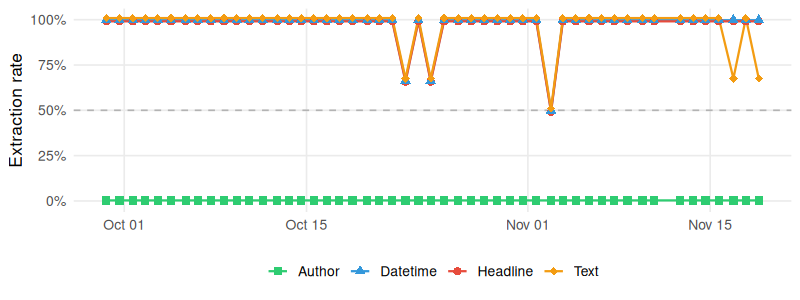 Extraction rate
100%
75%
50%
25%
0%
Oct 01 Oct 15 Nov 01 Nov 15
Author Datetime Headline Text